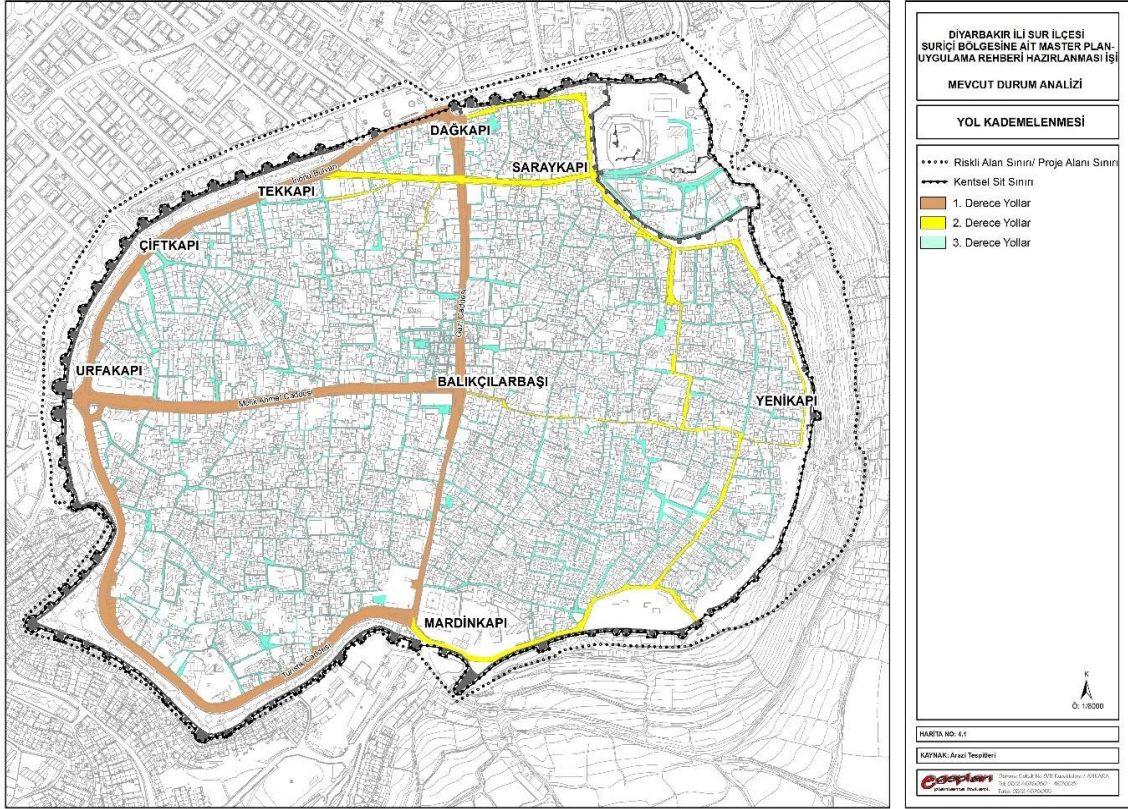 DAĞKAPI
SARAYKAPI
İnönü Bulvarı
TEKKAPI
ÇİFTKAPI
Gazi Caddesi
URFAKAPI
BALIKÇILARBAŞI
Melik Ahmet Caddesi
YENİKAPI
MARDİNKAPI
Turistik Caddesi
DİYARBAKIR İLİ SUR İLÇESİ
SURİÇİ BÖLGESİNE AİT MASTER PLAN-
UYGULAMA REHBERİ HAZIRLANMASI İŞİ
MEVCUT DURUM ANALİZİ
YOL KADEMELENMESİ
Riskli Alan Sınırı/ Proje Alanı Sınırı
Kentsel Sit Sınırı
1. Derece Yollar
2. Derece Yollar
3. Derece Yollar
K
Ö: 1/8000
HARİTA NO: 4.1
KAYNAK: Arazi Tespitleri
egeplan
planlama ltd.şti.